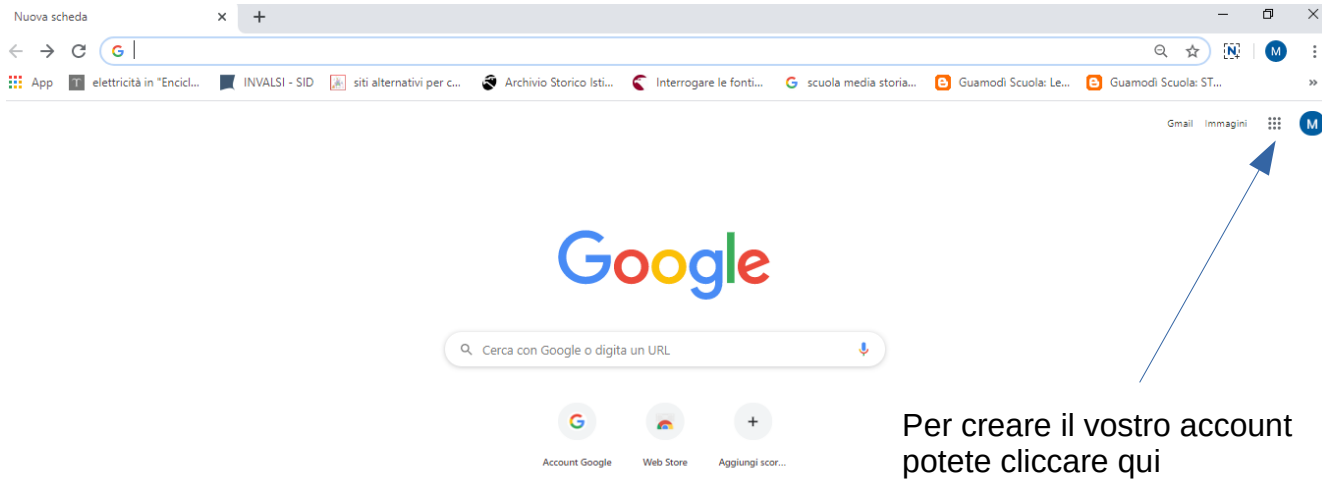 Nuova scheda
G
App
T elettricità in "Encicl...
INVALSI - SID
siti alternativi per c...
Archivio Storico Isti...
Interrogare le fonti...
G scuola media storia...
Guamodì Scuola: Le...
Guamodì Scuola: ST...
N
M
Gmail Immagini
M
Google
Cerca con Google o digita un URL
G
Account Google
Web Store
Aggiungi scor...
Per creare il vostro account
potete cliccare qui